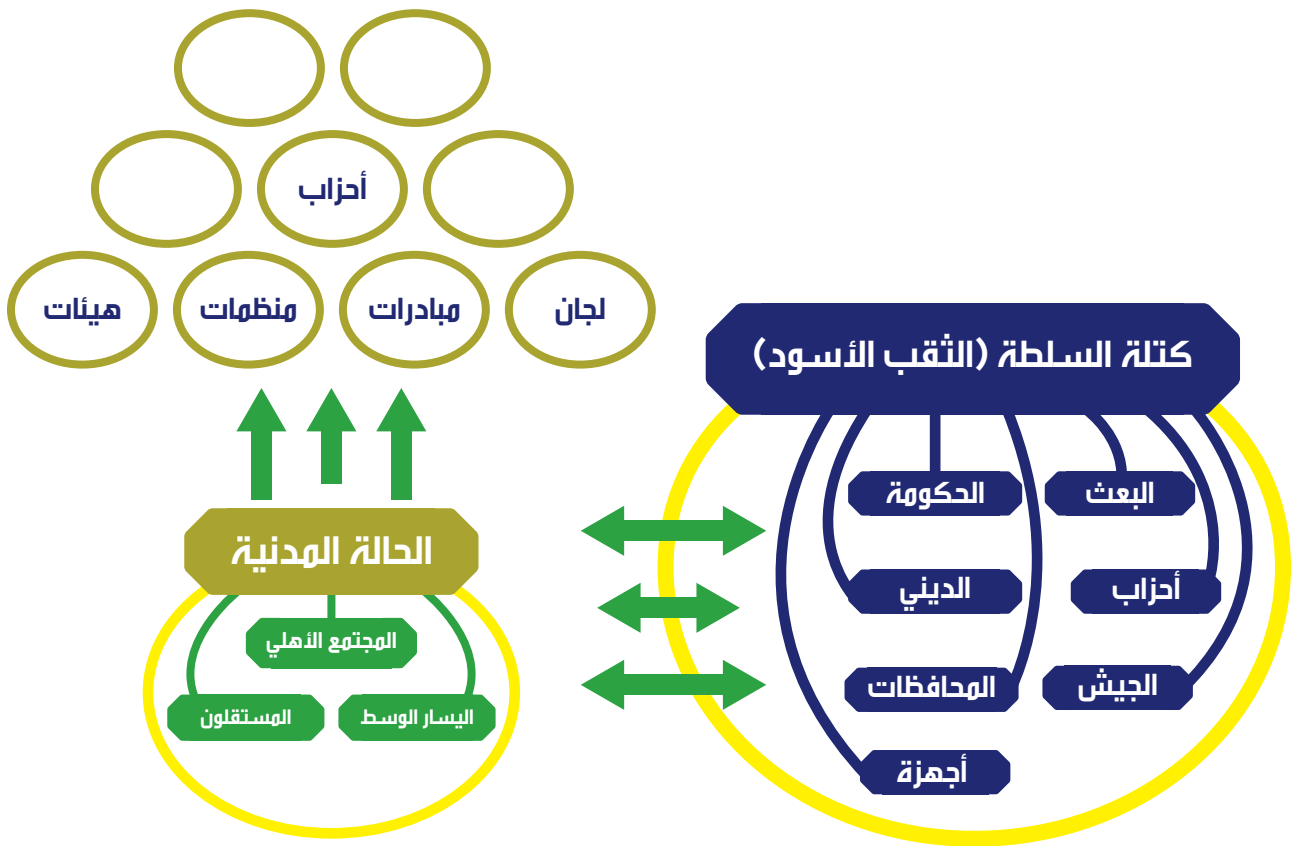 أحزاب
لجان
مبادرات
منظمات
هيئات
كتلة السلطة (الثقب الأسود)
البعث
الحكومة
أحزاب
الديني
الجيش
المحافظات
أجهزة
الحالة المدنية
المجتمع الأهلي
اليسار الوسط
المستقلون